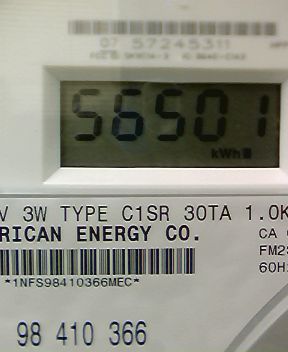 07 57245311
56501
kWh
V 3W TYPE C1SR 30TA 1.0K
RICAN ENERGY CO.
CA
FM2S
60H
*1NFS98410366MEC*
98 410 366